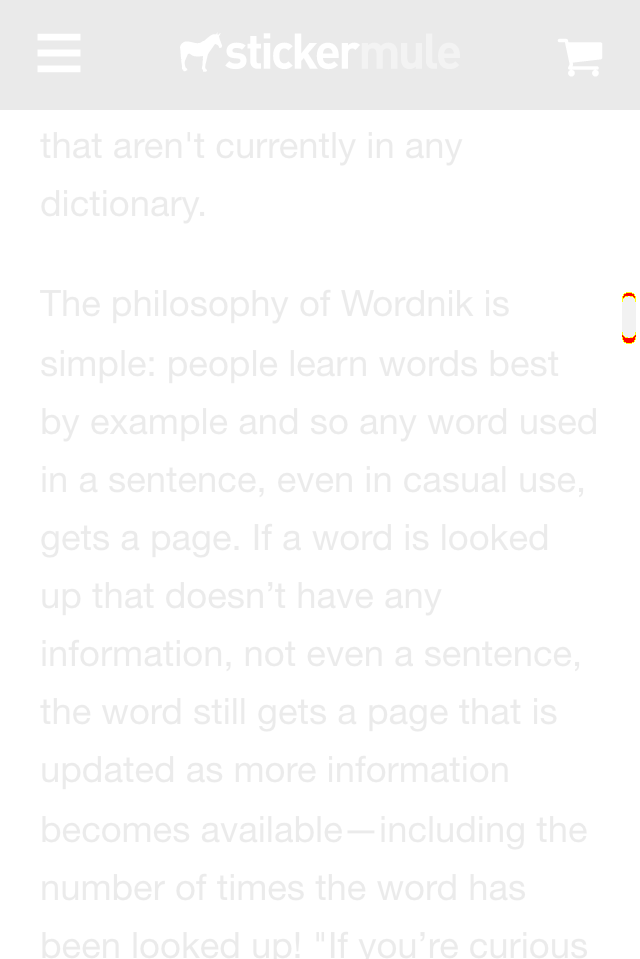 stickermule
that aren't currently in any
dictionary.
The philosophy of Wordnik is
simple: people learn words best
by example and so any word used
in a sentence, even in casual use,
gets a page. If a word is looked
up that doesn’t have any
information, not even a sentence,
the word still gets a page that is
updated as more information
becomes available—including the
number of times the word has
been looked up! "If you’re curious